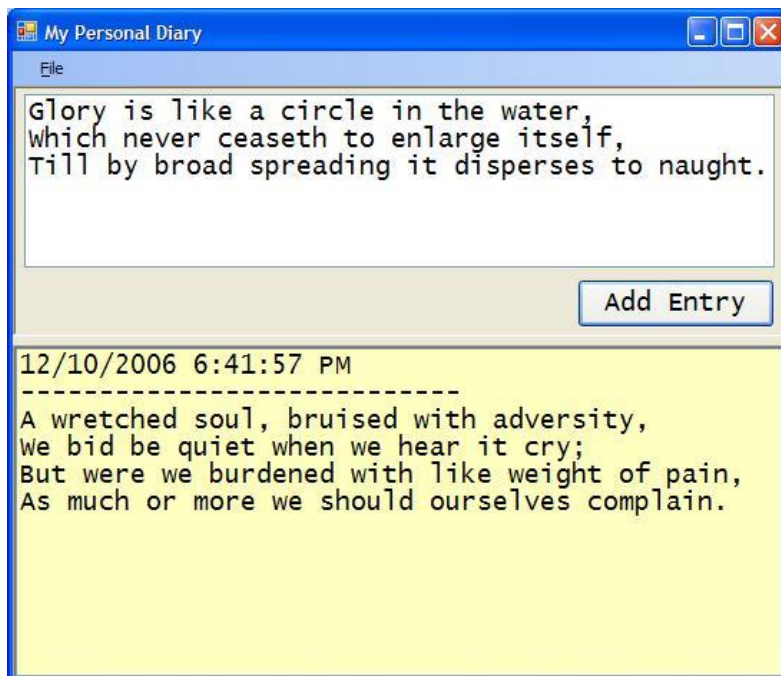 My Personal Diary
File
Glory is like a circle in the water,
Which never ceaseth to enlarge itself,
Till by broad spreading it disperses to naught.
Add Entry
12/10/2006 6:41:57 PM
----------------------------
A wretched soul, bruised with adversity,
We bid be quiet when we hear it cry;
But were we burdened with like weight of pain,
As much or more we should ourselves complain.